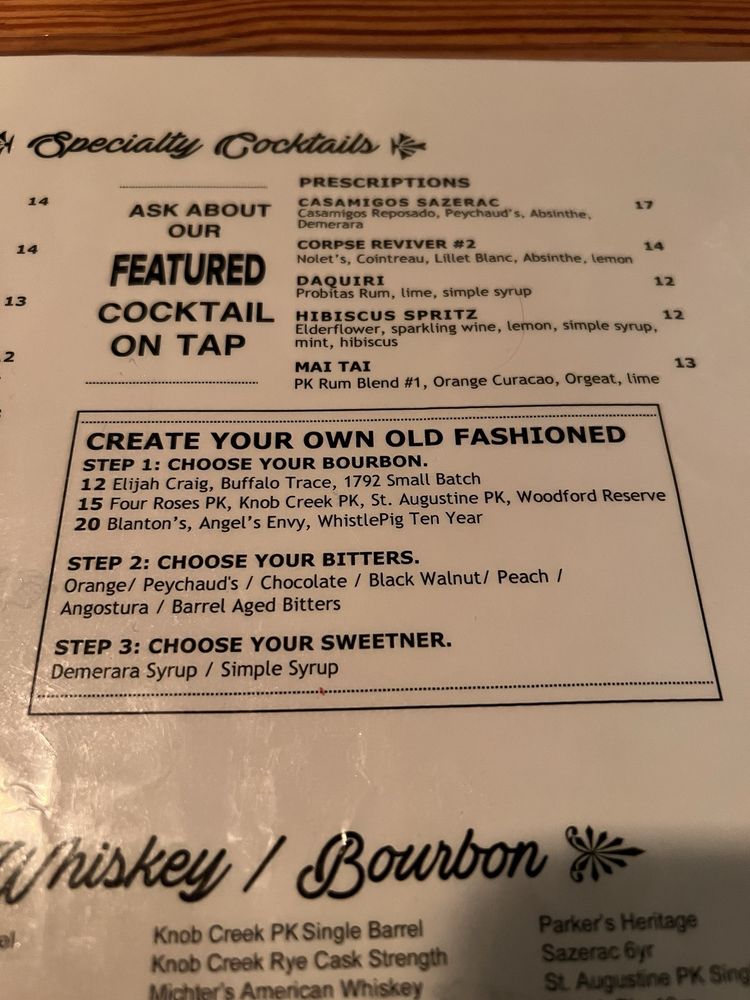 Specialty Cocktails
14
14
13
ASK ABOUT
OUR
FEATURED
COCKTAIL
ON TAP
PRESCRIPTIONS
CASAMIGOS SAZERAC 17
Casamigos Reposado, Peychaud's, Absinthe,
Demerara
CORPSE REVIVER #2 14
Nolet's, Cointreau, Lillet Blanc, Absinthe, lemon
DAQUIRI 12
Probitas Rum, lime, simple syrup
HIBISCUS SPRITZ 12
Elderflower, sparkling wine, lemon, simple syrup,
mint, hibiscus
MAI TAI 13
PK Rum Blend #1, Orange Curacao, Orgeat, lime
CREATE YOUR OWN OLD FASHIONED
STEP 1: CHOOSE YOUR BOURBON.
12 Elijah Craig, Buffalo Trace, 1792 Small Batch
15 Four Roses PK, Knob Creek PK, St. Augustine PK, Woodford Reserve
20 Blanton's, Angel's Envy, WhistlePig Ten Year
STEP 2: CHOOSE YOUR BITTERS.
Orange/ Peychaud's / Chocolate / Black Walnut/ Peach /
Angostura / Barrel Aged Bitters
STEP 3: CHOOSE YOUR SWEETNER.
Demerara Syrup / Simple Syrup
Whiskey / Bourbon
Knob Creek PK Single Barrel
Knob Creek Rye Cask Strength
Michter's American Whiskey
Parker's Heritage
Sazerac 6yr
St. Augustine PK Sing